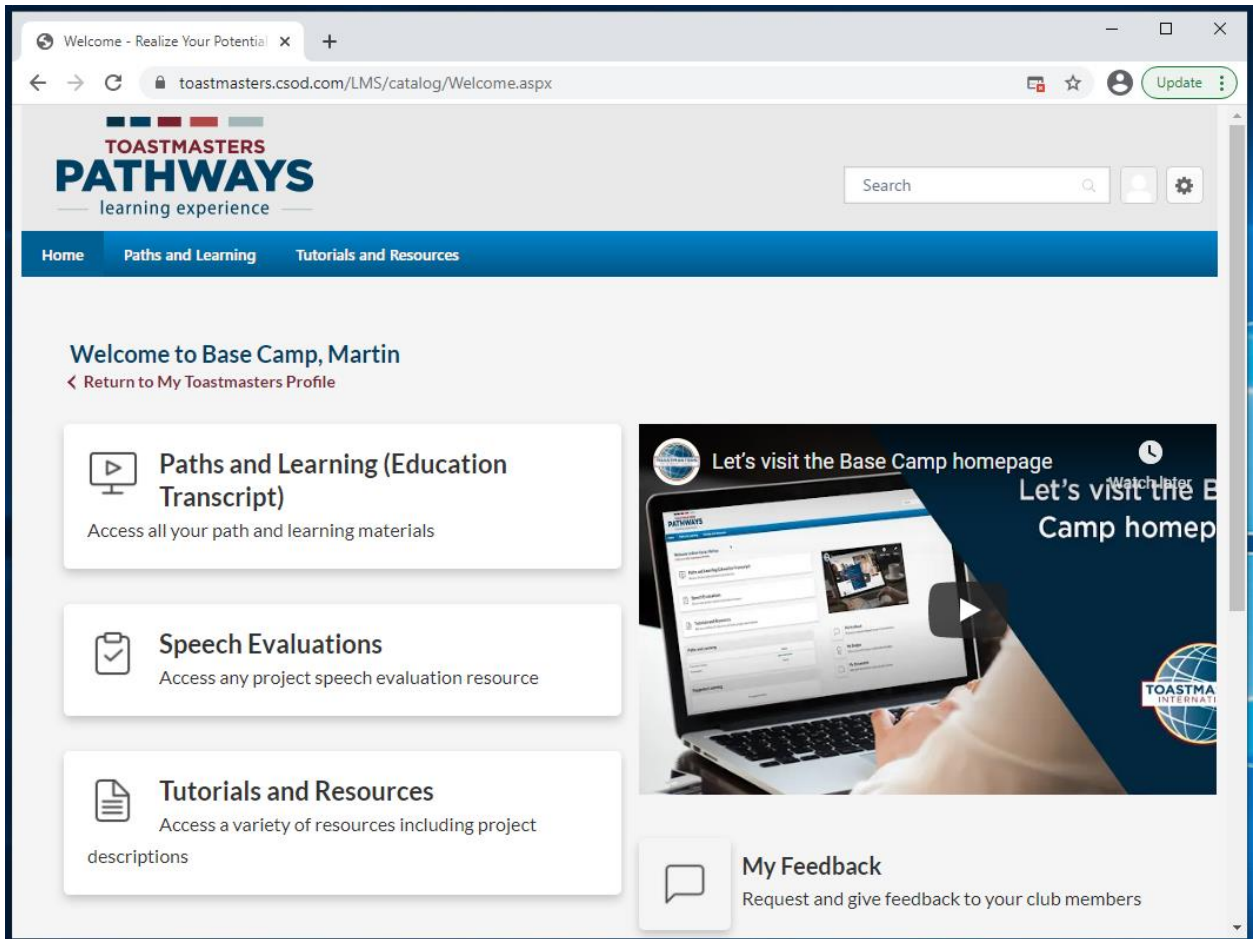 Welcome - Realize Your Potential
toastmasters.csod.com/LMS/catalog/Welcome.aspx
Update
TOASTMASTERS
PATHWAYS
learning experience
Search
Home Paths and Learning Tutorials and Resources
Welcome to Base Camp, Martin
Return to My Toastmasters Profile
Paths and Learning (Education
Transcript)
Access all your path and learning materials
Speech Evaluations
Access any project speech evaluation resource
Tutorials and Resources
Access a variety of resources including project
descriptions
Let's visit the Base Camp homepage
Watch later
Let's visit the B
Camp homep
PATHWAYS
TOASTMA
INTERNATI
My Feedback
Request and give feedback to your club members